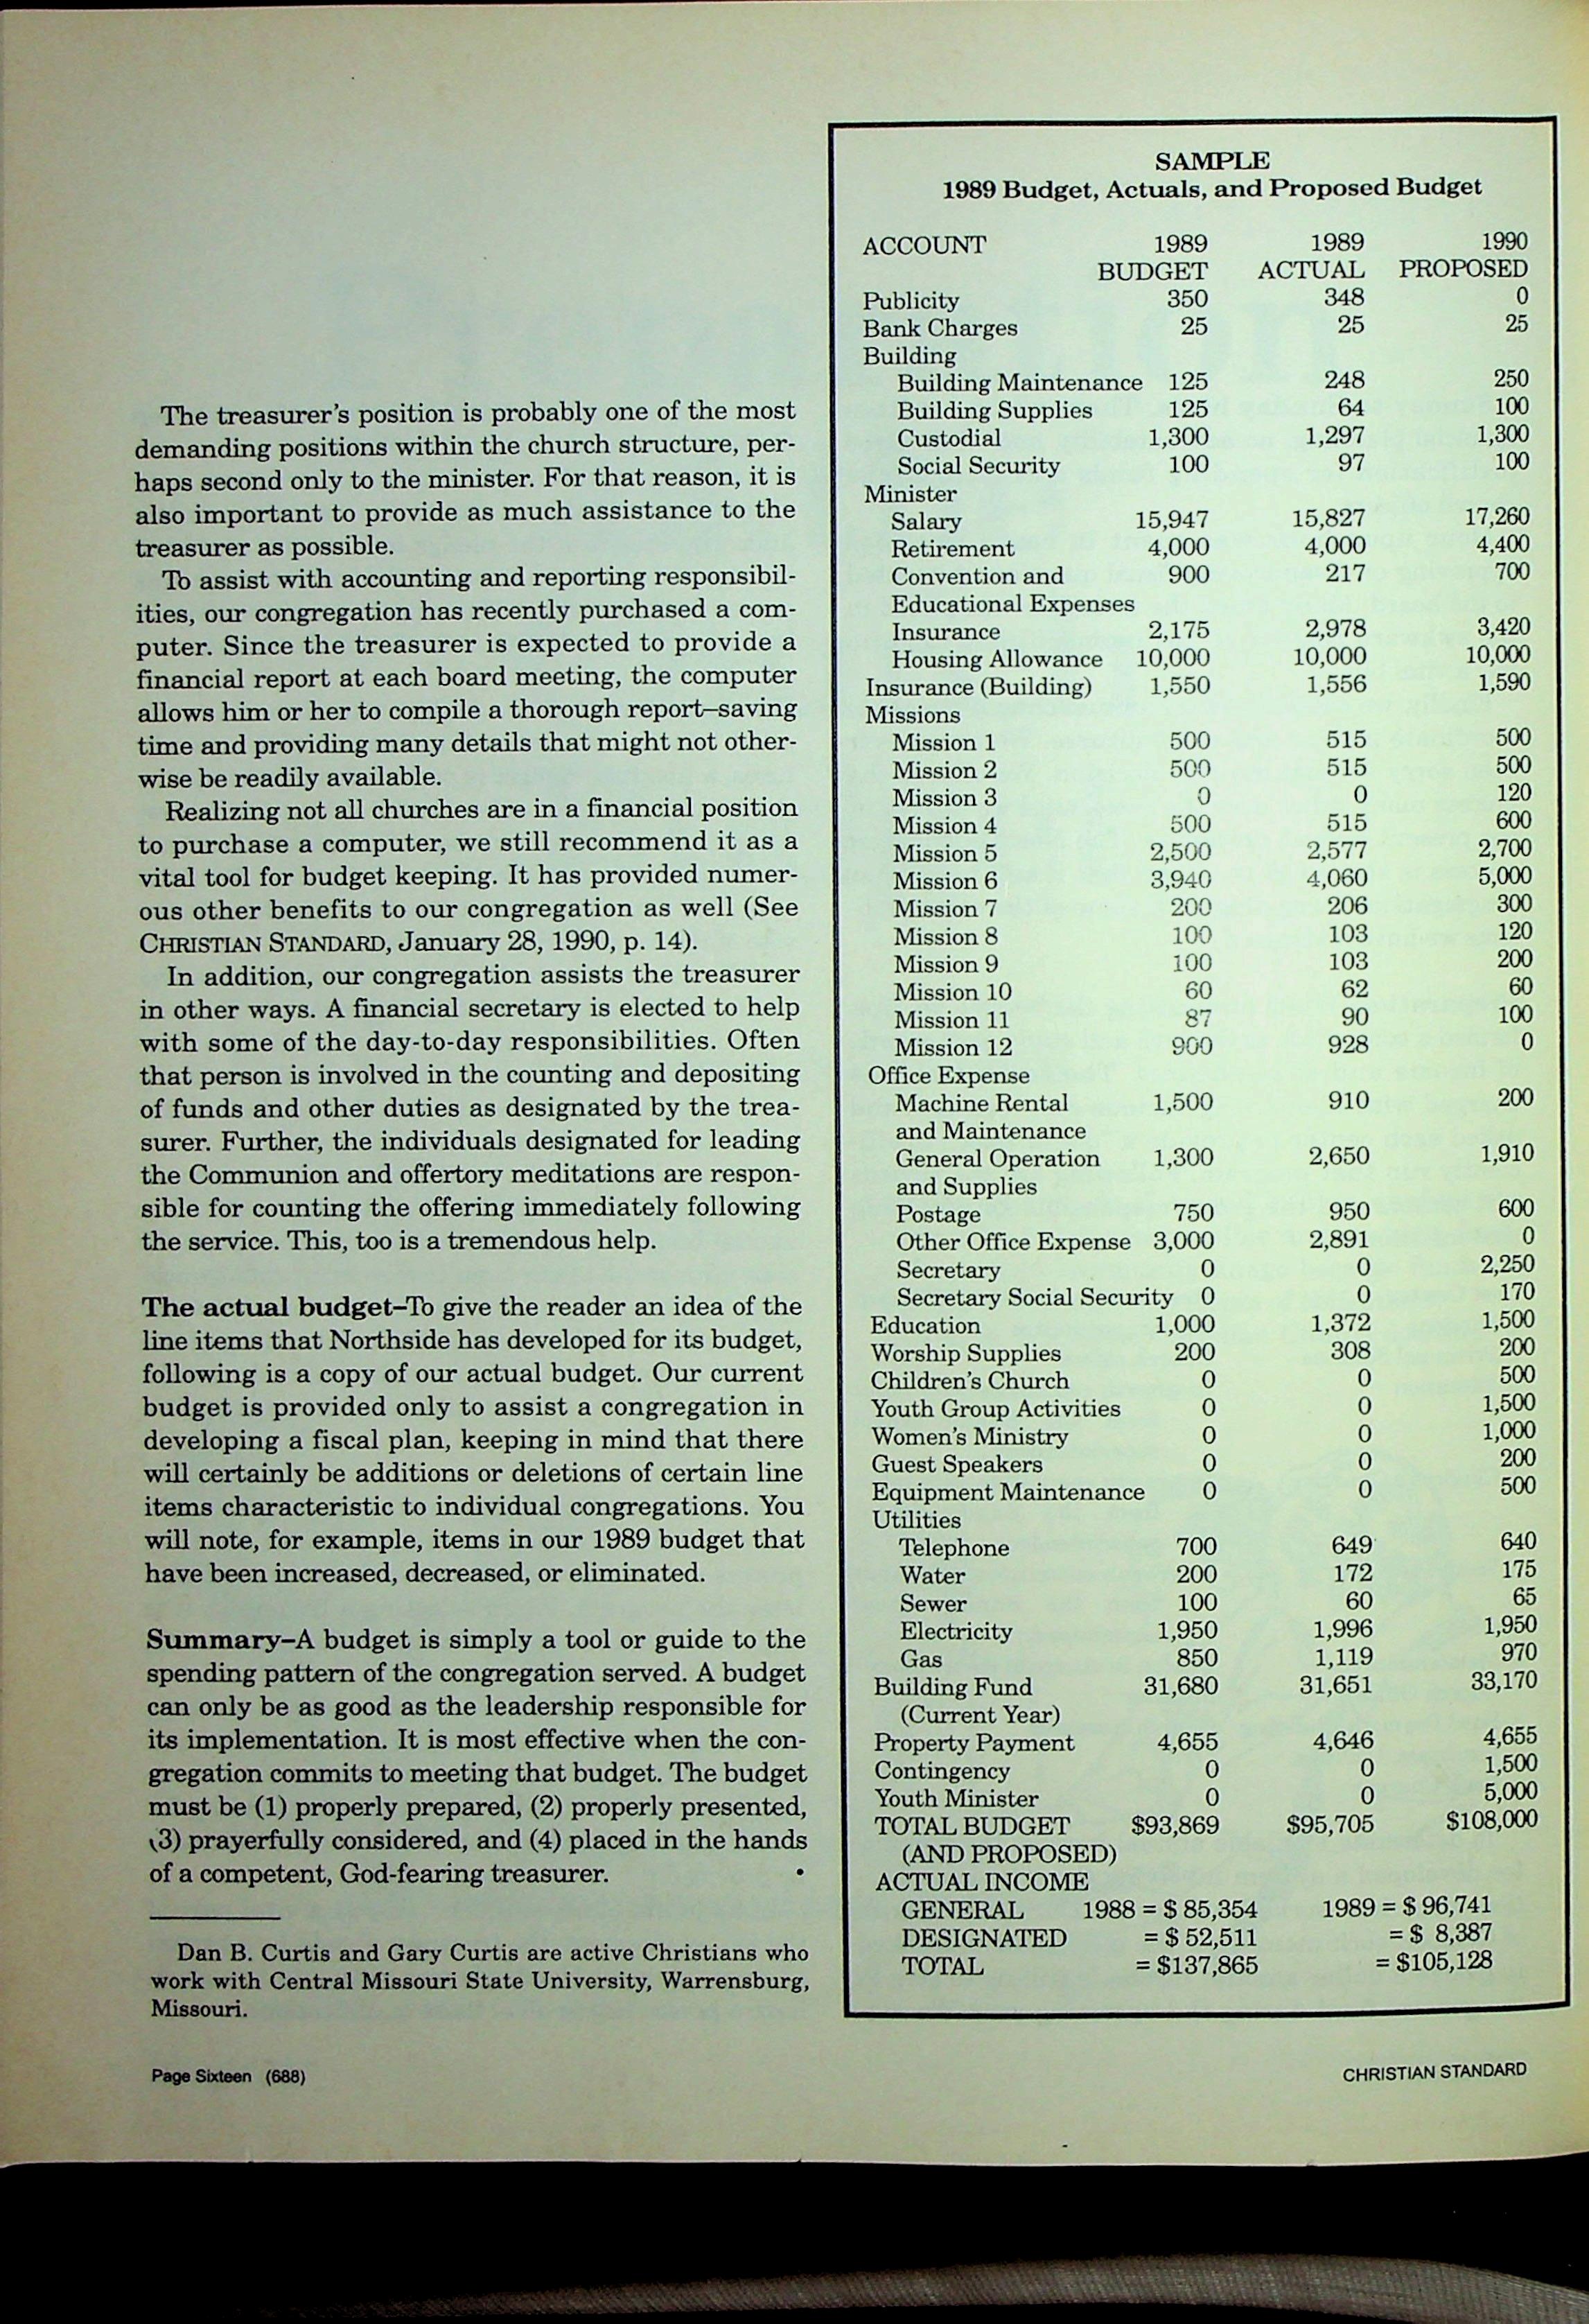 The treasurer's position is probably one of the most
demanding positions within the church structure, per-
haps second only to the minister. For that reason, it is
also important to provide as much assistance to the
treasurer as possible.
To assist with accounting and reporting responsibil-
ities, our congregation has recently purchased a com-
puter. Since the treasurer is expected to provide a
financial report at each board meeting, the computer
allows him or her to compile a thorough report–saving
time and providing many details that might not other-
wise be readily available.
Realizing not all churches are in a financial position
to purchase a computer, we still recommend it as a
vital tool for budget keeping. It has provided numer-
ous other benefits to our congregation as well (See
CHRISTIAN STANDARD, January 28, 1990, p. 14).
In addition, our congregation assists the treasurer
in other ways. A financial secretary is elected to help
with some of the day-to-day responsibilities. Often
that person is involved in the counting and depositing
of funds and other duties as designated by the trea-
surer. Further, the individuals designated for leading
the Communion and offertory meditations are respon-
sible for counting the offering immediately following
the service. This, too is a tremendous help.
The actual budget–To give the reader an idea of the
line items that Northside has developed for its budget,
following is a copy of our actual budget. Our current
budget is provided only to assist a congregation in
developing a fiscal plan, keeping in mind that there
will certainly be additions or deletions of certain line
items characteristic to individual congregations. You
will note, for example, items in our 1989 budget that
have been increased, decreased, or eliminated.
Summary–A budget is simply a tool or guide to the
spending pattern of the congregation served. A budget
can only be as good as the leadership responsible for
its implementation. It is most effective when the con-
gregation commits to meeting that budget. The budget
must be (1) properly prepared, (2) properly presented,
(3) prayerfully considered, and (4) placed in the hands
of a competent, God-fearing treasurer. •
Dan B. Curtis and Gary Curtis are active Christians who
work with Central Missouri State University, Warrensburg,
Missouri.
SAMPLE
1989 Budget, Actuals, and Proposed Budget
ACCOUNT 1989 1989 1990
BUDGET ACTUAL PROPOSED
Publicity 350 348 0
Bank Charges 25 25 25
Building
Building Maintenance 125 248 250
Building Supplies 125 64 100
Custodial 1,300 1,297 1,300
Social Security 100 97 100
Minister
Salary 15,947 15,827 17,260
Retirement 4,000 4,000 4,400
Convention and 900 217 700
Educational Expenses
Insurance 2,175 2,978 3,420
Housing Allowance 10,000 10,000 10,000
Insurance (Building) 1,550 1,556 1,590
Missions
Mission 1 500 515 500
Mission 2 500 515 500
Mission 3 0 0 120
Mission 4 500 515 600
Mission 5 2,500 2,577 2,700
Mission 6 3,940 4,060 5,000
Mission 7 200 206 300
Mission 8 100 103 120
Mission 9 100 103 200
Mission 10 60 62 60
Mission 11 87 90 100
Mission 12 900 928 0
Office Expense
Machine Rental 1,500 910 200
and Maintenance
General Operation 1,300 2,650 1,910
and Supplies
Postage 750 950 600
Other Office Expense 3,000 2,891 0
Secretary 0 0 2,250
Secretary Social Security 0 0 170
Education 1,000 1,372 1,500
Worship Supplies 200 308 200
Children's Church 0 0 500
Youth Group Activities 0 0 1,500
Women's Ministry 0 0 1,000
Guest Speakers 0 0 200
Equipment Maintenance 0 0 500
Utilities
Telephone 700 649 640
Water 200 172 175
Sewer 100 60 65
Electricity 1,950 1,996 1,950
Gas 850 1,119 970
Building Fund 31,680 31,651 33,170
(Current Year)
Property Payment 4,655 4,646 4,655
Contingency 0 0 1,500
Youth Minister 0 0 5,000
TOTAL BUDGET $93,869 $95,705 $108,000
(AND PROPOSED)
ACTUAL INCOME
GENERAL 1988 = $ 85,354 1989 = $ 96,741
DESIGNATED = $ 52,511 = $ 8,387
TOTAL = $137,865 = $105,128
Page Sixteen (688)
CHRISTIAN STANDARD